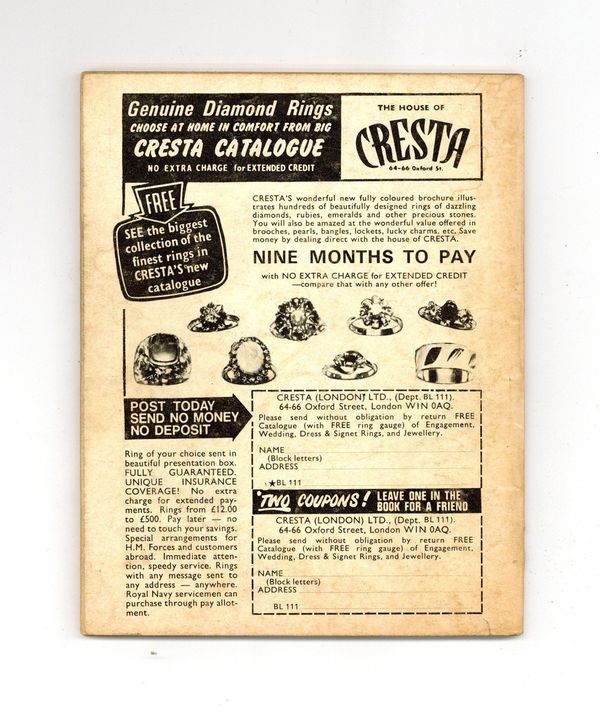 Genuine Diamond Rings
CHOOSE AT HOME IN COMFORT FROM BIG
CRESTA CATALOGUE
NO EXTRA CHARGE for EXTENDED CREDIT
THE HOUSE OF
CRESTA
64-66 Oxford St.
FREE
SEE the biggest
collection of the
finest rings in
CRESTA'S new
catalogue
CRESTA'S wonderful new fully coloured brochure illus-
trates hundreds of beautifully designed rings of dazzling
diamonds, rubies, emeralds and other precious stones.
You will also be amazed at the wonderful value offered in
brooches, pearls, bangles, lockets, lucky charms, etc. Save
money by dealing direct with the house of CRESTA.
NINE MONTHS TO PAY
with NO EXTRA CHARGE for EXTENDED CREDIT
—compare that with any other offer!
POST TODAY
SEND NO MONEY
NO DEPOSIT
Ring of your choice sent in
beautiful presentation box.
FULLY GUARANTEED.
UNIQUE INSURANCE
COVERAGE! No extra
charge for extended pay-
ments. Rings from £12.00
to £500. Pay later — no
need to touch your savings.
Special arrangements for
H.M. Forces and customers
abroad. Immediate atten-
tion, speedy service. Rings
with any message sent to
any address — anywhere.
Royal Navy servicemen can
purchase through pay allot-
ment.
CRESTA (LONDON) LTD., (Dept. BL 111).
64-66 Oxford Street, London W1N 0AQ.
Please send without obligation by return FREE
Catalogue (with FREE ring gauge) of Engagement,
Wedding, Dress & Signet Rings, and Jewellery.
NAME
(Block letters)
ADDRESS
★BL 111
TWO COUPONS! LEAVE ONE IN THE
BOOK FOR A FRIEND
CRESTA (LONDON) LTD., (Dept. BL 111).
64-66 Oxford Street, London W1N 0AQ.
Please send without obligation by return FREE
Catalogue (with FREE ring gauge) of Engagement,
Wedding, Dress & Signet Rings, and Jewellery.
NAME
(Block letters)
ADDRESS
BL 111